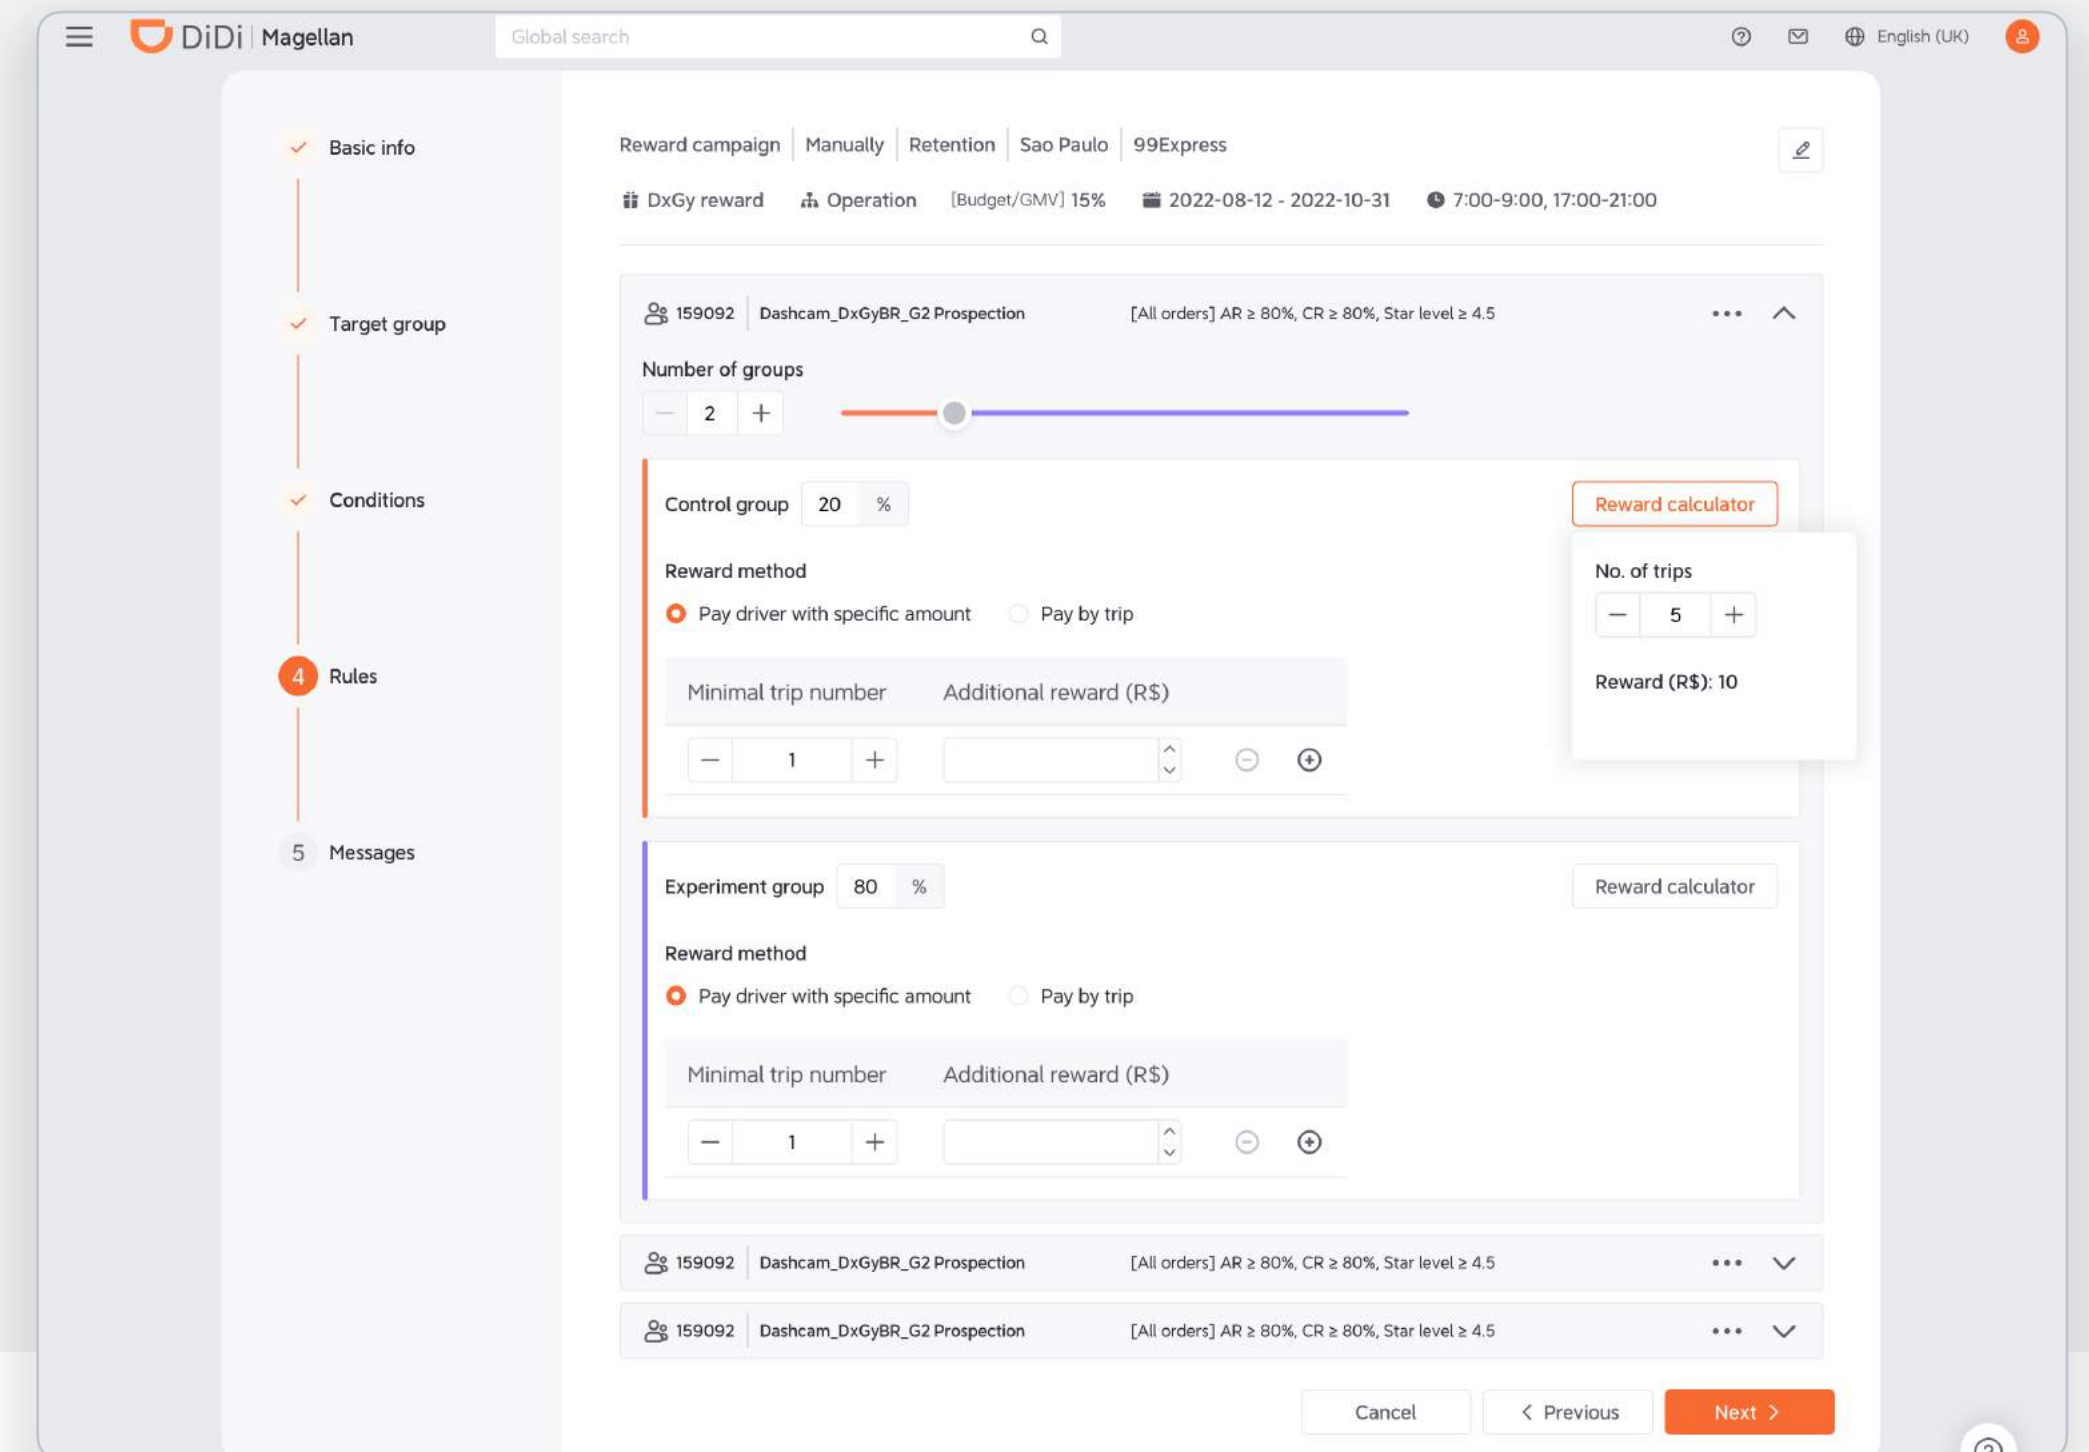 DiDi | Magellan
Global search
English (UK)
Basic info
Target group
Conditions
4 Rules
5 Messages
Reward campaign | Manually | Retention | Sao Paulo | 99Express
DxGy reward Operation [Budget/GMV] 15% 2022-08-12 - 2022-10-31 7:00-9:00, 17:00-21:00
159092 Dashcam_DxGyBR_G2 Prospection [All orders] AR ≥ 80%, CR ≥ 80%, Star level ≥ 4.5
Number of groups
2
Control group 20 %
Reward calculator
No. of trips
5
Reward (R$): 10
Reward method
Pay driver with specific amount Pay by trip
Minimal trip number Additional reward (R$)
1
Experiment group 80 %
Reward calculator
Reward method
Pay driver with specific amount Pay by trip
Minimal trip number Additional reward (R$)
1
159092 Dashcam_DxGyBR_G2 Prospection [All orders] AR ≥ 80%, CR ≥ 80%, Star level ≥ 4.5
159092 Dashcam_DxGyBR_G2 Prospection [All orders] AR ≥ 80%, CR ≥ 80%, Star level ≥ 4.5
Cancel
< Previous
Next >